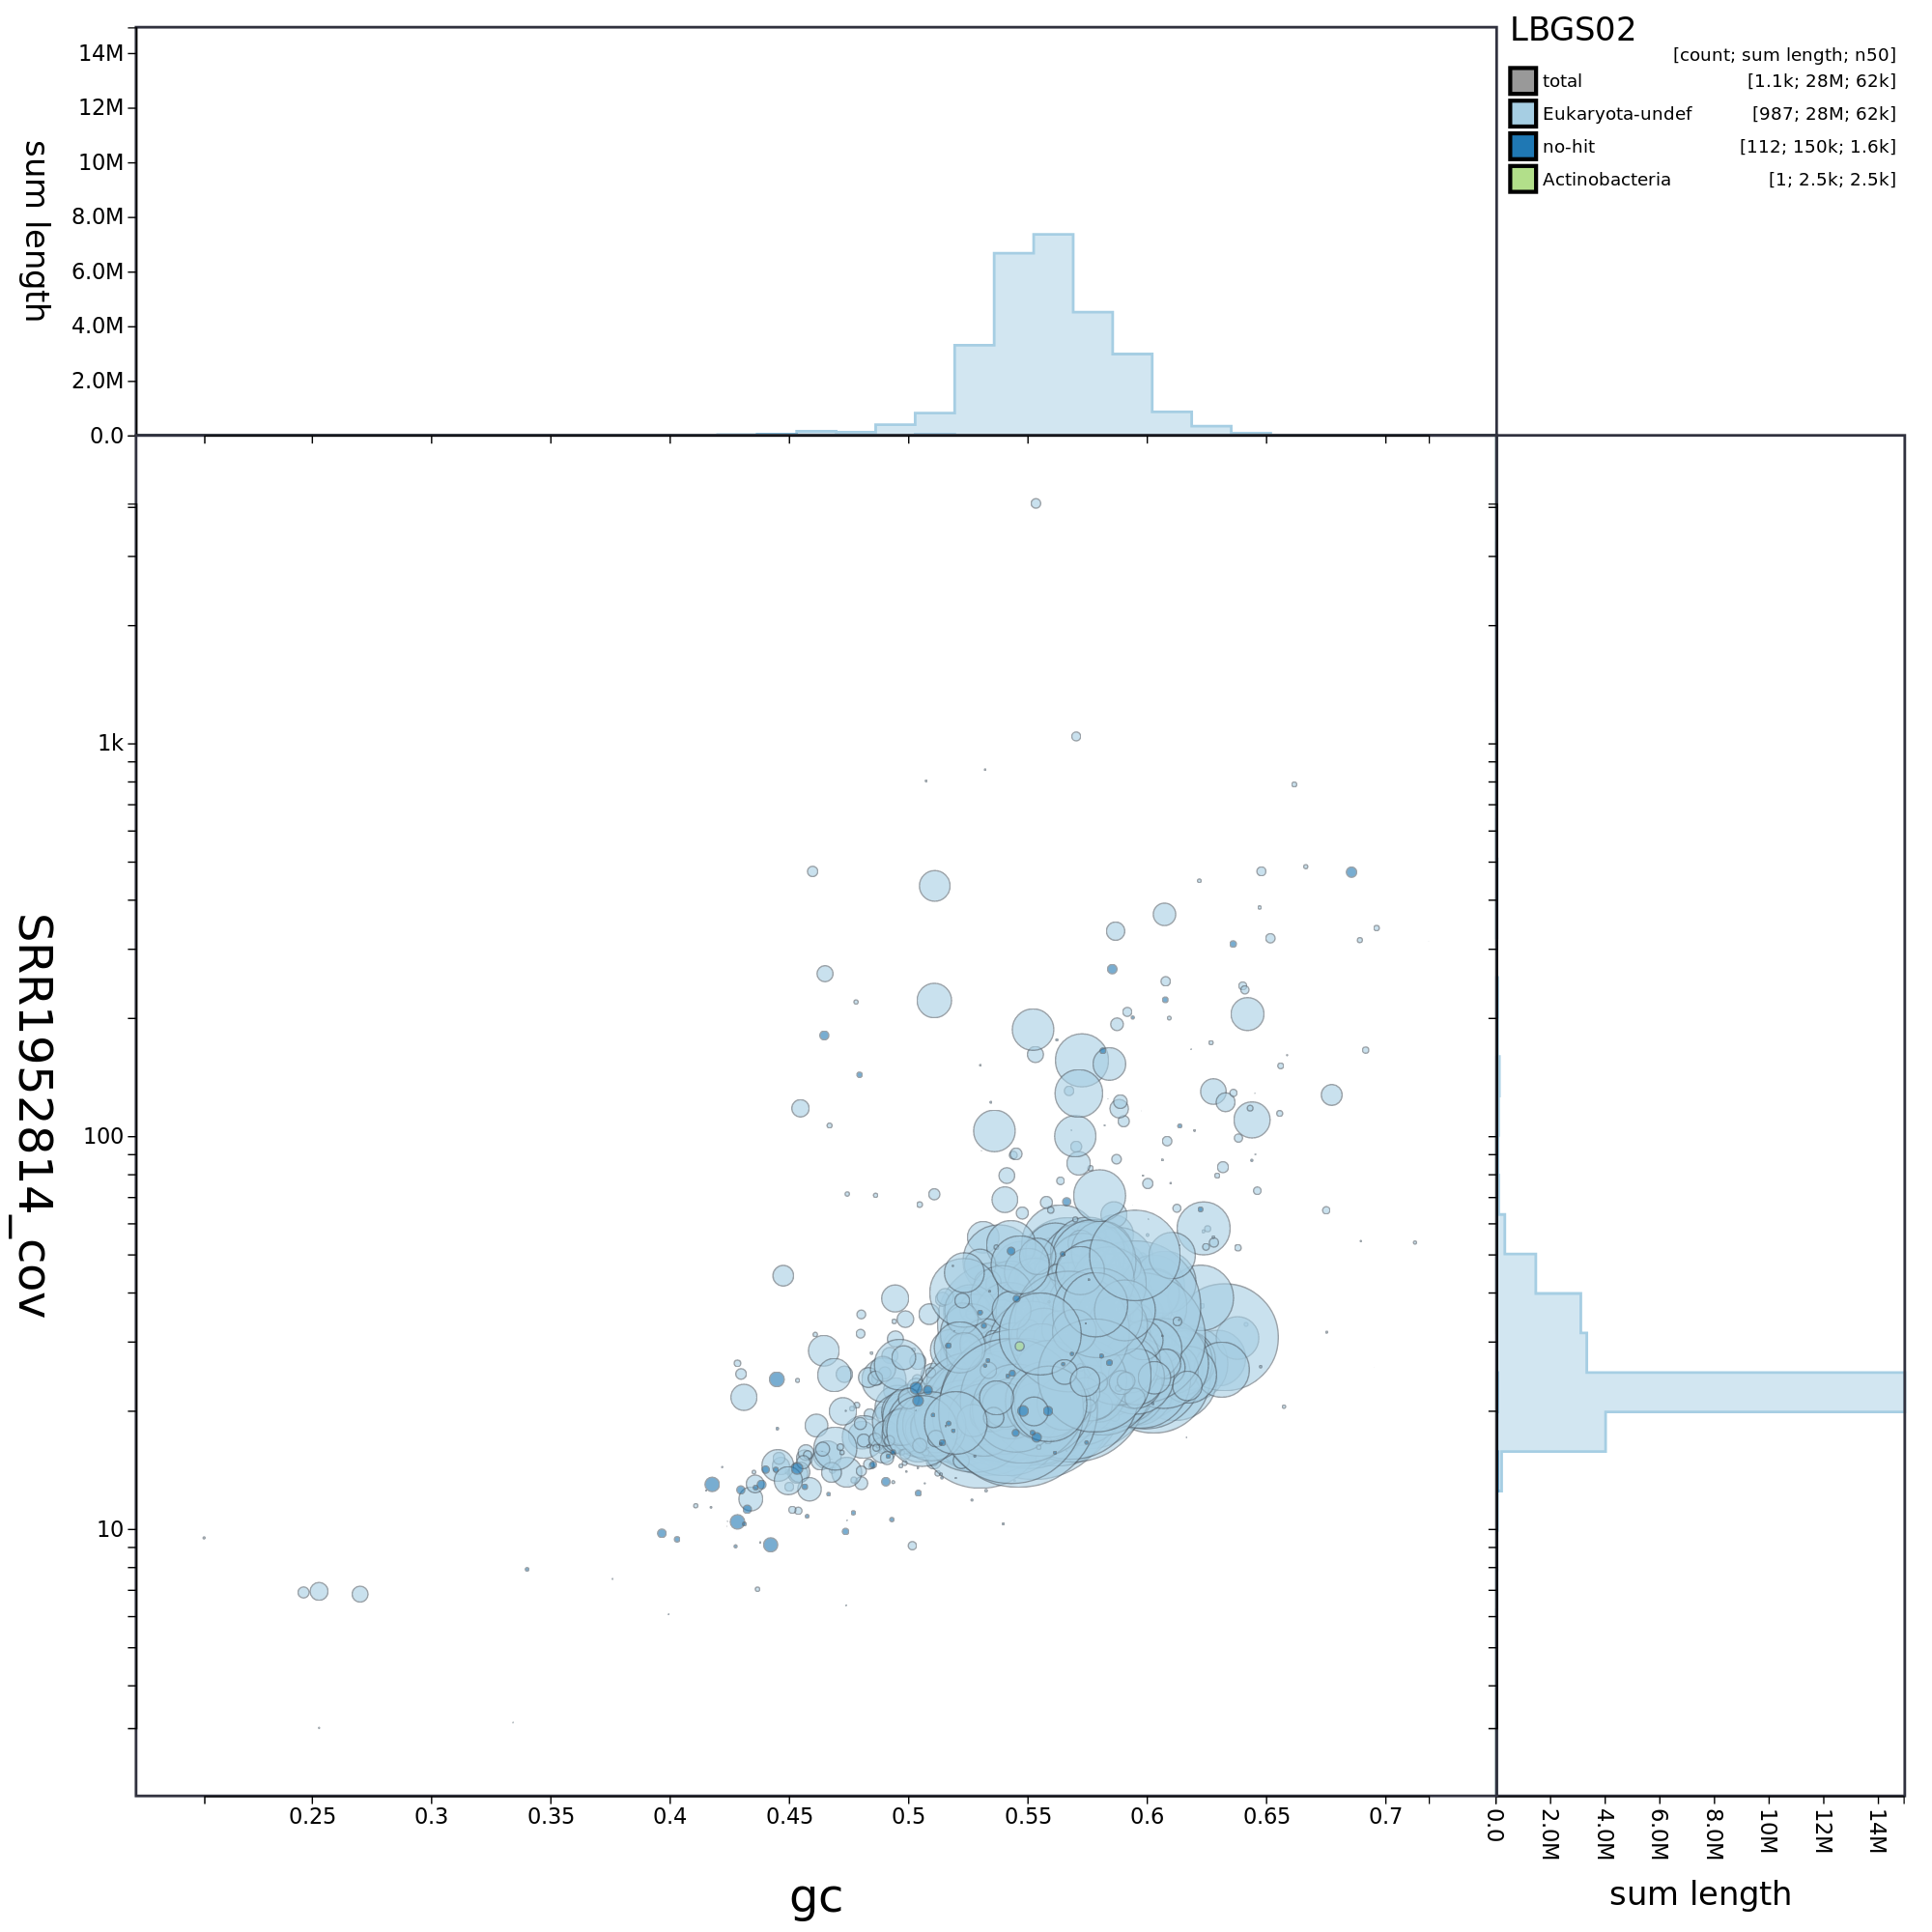 LBGS02
[count; sum length; n50]
total [1.1k; 28M; 62k]
Eukaryota-undef [987; 28M; 62k]
no-hit [112; 150k; 1.6k]
Actinobacteria [1; 2.5k; 2.5k]
sum length
14M
12M
10M
8.0M
6.0M
4.0M
2.0M
0.0
SRR1952814_cov
1k
100
10
0.25 0.3 0.35 0.4 0.45 0.5 0.55 0.6 0.65 0.7
gc
0.0 2.0M 4.0M 6.0M 8.0M 10M 12M 14M
sum length